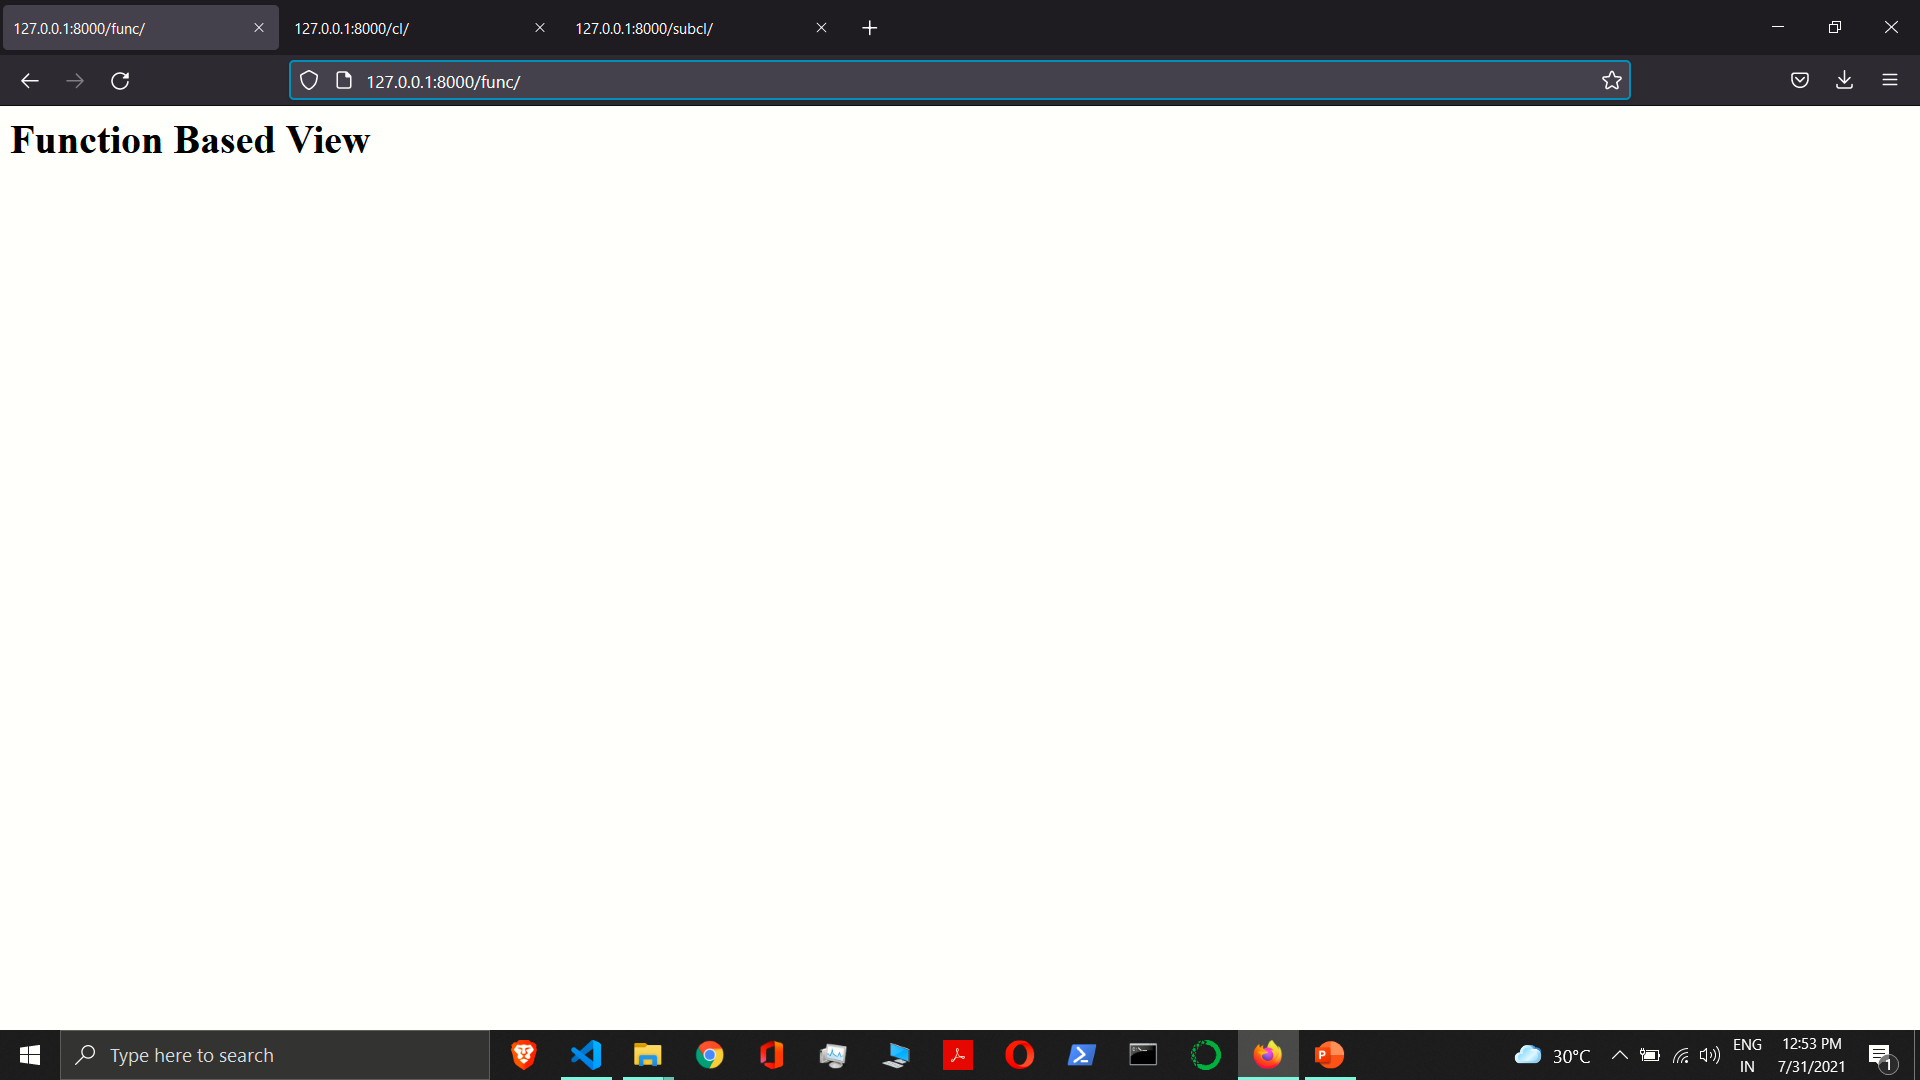 127.0.0.1:8000/func/
127.0.0.1:8000/cl/
127.0.0.1:8000/subcl/
127.0.0.1:8000/func/
Function Based View
Type here to search
30°C
ENG
IN
12:53 PM
7/31/2021
1